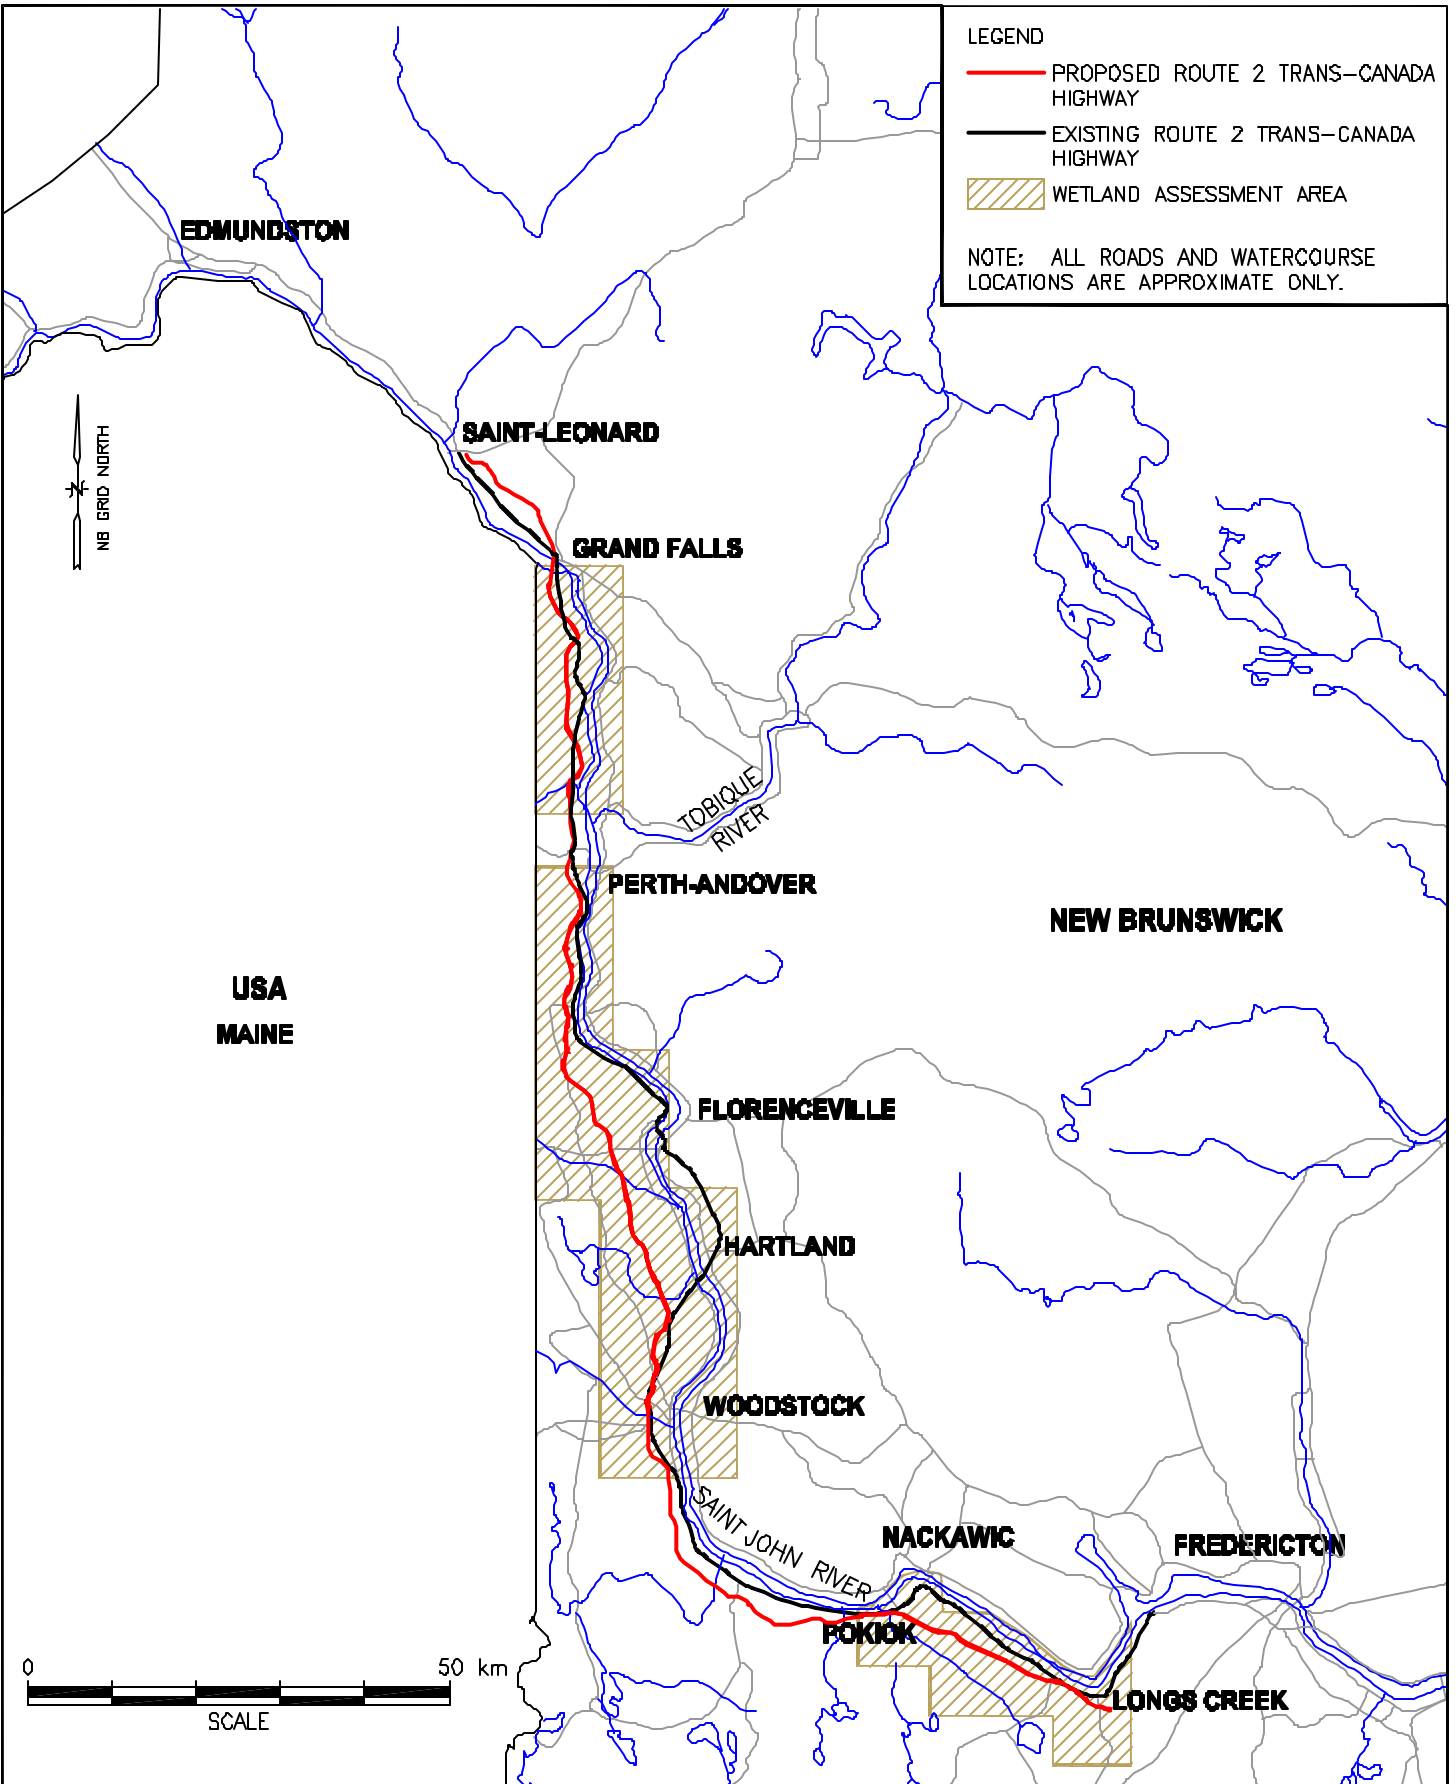 LEGEND
PROPOSED ROUTE 2 TRANS-CANADA
HIGHWAY
EXISTING ROUTE 2 TRANS-CANADA
HIGHWAY
WETLAND ASSESSMENT AREA
NOTE: ALL ROADS AND WATERCOURSE
LOCATIONS ARE APPROXIMATE ONLY.
EDMUNDSTON
SAINT-LEONARD
NB GRID NORTH
GRAND FALLS
TOBIQUE
RIVER
PERTH-ANDOVER
NEW BRUNSWICK
USA
MAINE
FLORENCEVILLE
HARTLAND
WOODSTOCK
SAINT JOHN RIVER
NACKAWIC
FREDERICTON
POKIOK
LONGS CREEK
0 50 km
SCALE